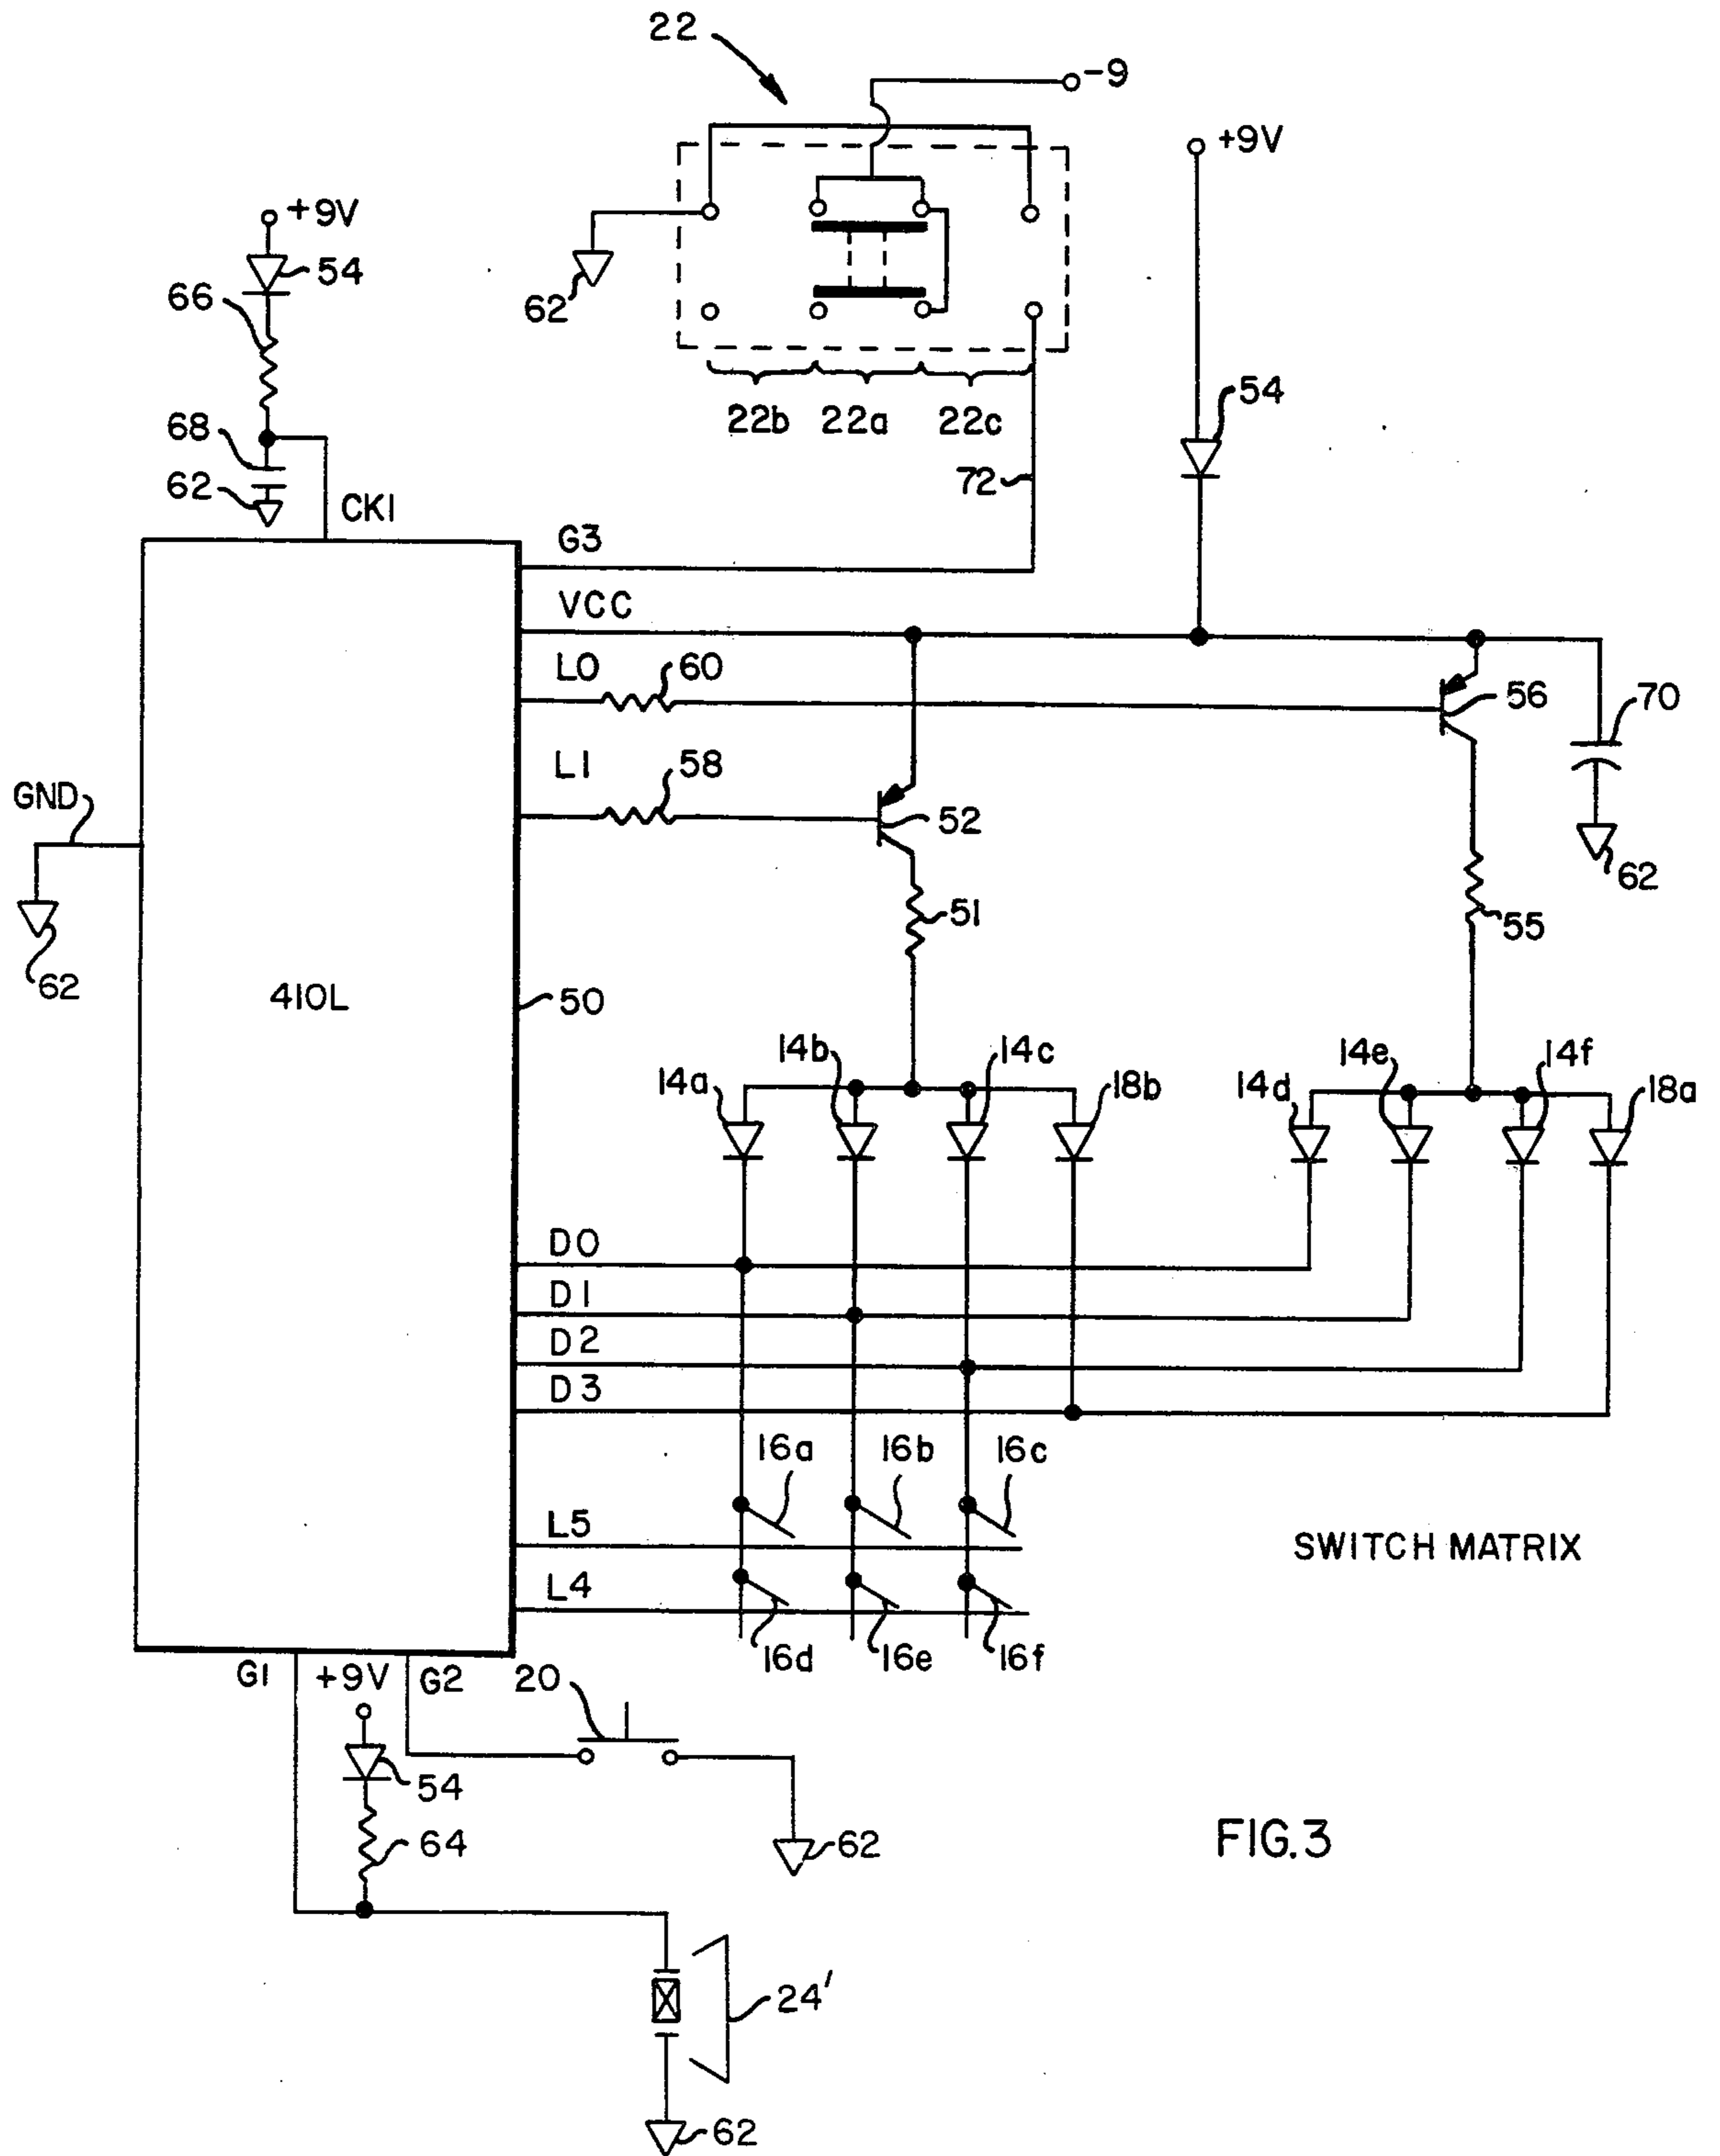 22
-9
+9V
+9V
54
66
62
54
68
22b 22a 22c
62
72
CK1
G3
VCC
L0
60
56
70
L1
58
GND
52
62
51
55
62
410L
50
14a
14b
14c
18b
14d
14e
14f
18a
D0
D1
D2
D3
16a
16b
16c
L5
SWITCH MATRIX
L4
16d
16e
16f
G1
+9V
G2
20
54
64
62
FIG.3
24'
62